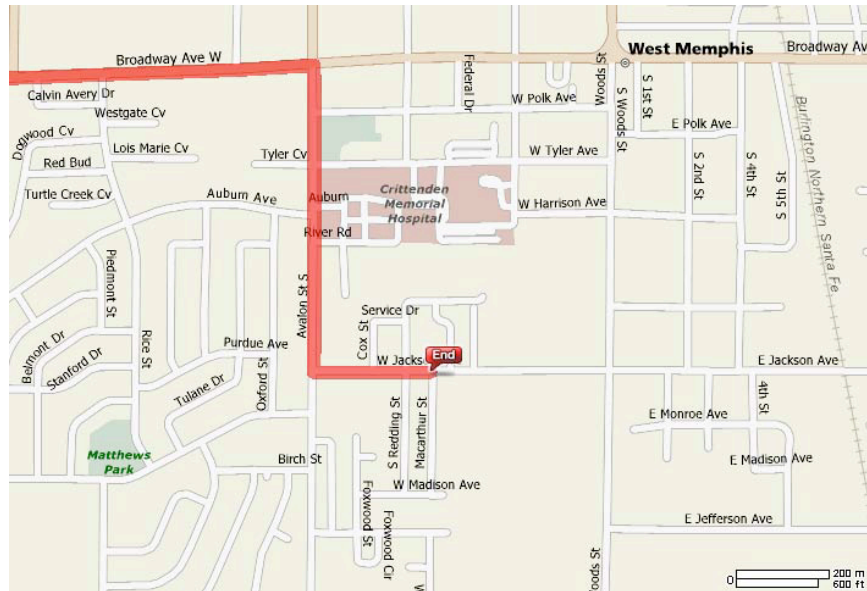 Broadway Ave W
West Memphis
Broadway Av
Woods St
Federal Dr
S 1st St
S Woods St
Calvin Avery Dr
Westgate Cv
W Polk Ave
E Polk Ave
Burlington Northern Santa Fe
Dogwood Cv
Lois Marie Cv
Red Bud
Tyler Cv
W Tyler Ave
S 2nd St
S 4th St
S 5th St
Turtle Creek Cv
Auburn Ave
Auburn
Crittenden
Memorial
Hospital
W Harrison Ave
River Rd
Piedmont St
Avalon St S
Service Dr
Belmont Dr
Stanford Dr
Rice St
Purdue Ave
Cox St
End
W Jacks
E Jackson Ave
Tulane Dr
Oxford St
S Redding St
Macarthur St
4th St
E Monroe Ave
Matthews
Park
Birch St
E Madison Ave
W Madison Ave
Foxwood St
Foxwood Cir
E Jefferson Ave
W
oods St
0
200 m
600 ft